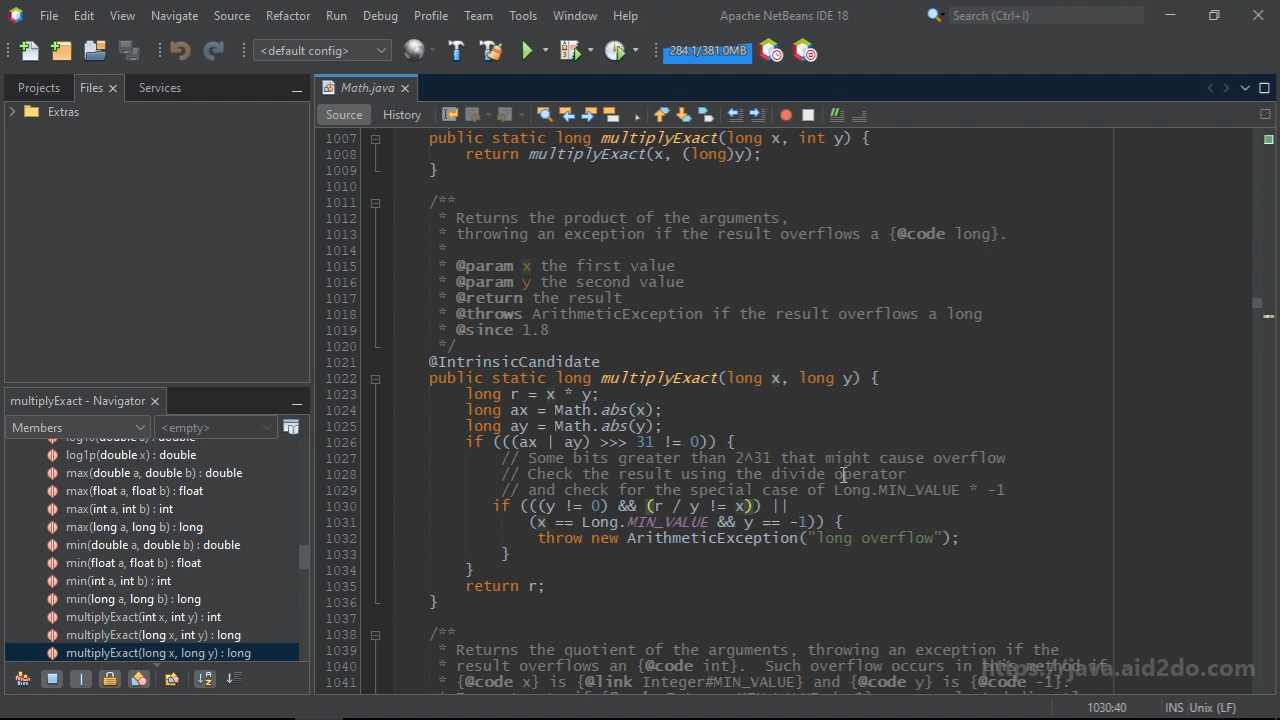 File Edit View Navigate Source Refactor Run Debug Profile Team Tools Window Help Apache NetBeans IDE 18 Search (Ctrl+I)
<default config> 284.1/381.0MB
Projects Files Services
Extras
Math.java
Source History
1007 public static long multiplyExact(long x, int y) {
1008 return multiplyExact(x, (long)y);
1009 }
1010
1011 /**
1012 * Returns the product of the arguments,
1013 * throwing an exception if the result overflows a {@code long}.
1014 *
1015 * @param x the first value
1016 * @param y the second value
1017 * @return the result
1018 * @throws ArithmeticException if the result overflows a long
1019 * @since 1.8
1020 */
1021 @IntrinsicCandidate
1022 public static long multiplyExact(long x, long y) {
1023 long r = x * y;
1024 long ax = Math.abs(x);
1025 long ay = Math.abs(y);
1026 if (((ax | ay) >>> 31 != 0)) {
1027 // Some bits greater than 2^31 that might cause overflow
1028 // Check the result using the divide operator
1029 // and check for the special case of Long.MIN_VALUE * -1
1030 if (((y != 0) && (r / y != x)) ||
1031 (x == Long.MIN_VALUE && y == -1)) {
1032 throw new ArithmeticException("long overflow");
1033 }
1034 }
1035 return r;
1036 }
1037
1038 /**
1039 * Returns the quotient of the arguments, throwing an exception if the
1040 * result overflows an {@code int}. Such overflow occurs in this method if
1041 * {@code x} is {@link Integer#MIN_VALUE} and {@code y} is {@code -1}.
multiplyExact - Navigator
Members <empty>
log10(double a) : double
log1p(double x) : double
max(double a, double b) : double
max(float a, float b) : float
max(int a, int b) : int
max(long a, long b) : long
min(double a, double b) : double
min(float a, float b) : float
min(int a, int b) : int
min(long a, long b) : long
multiplyExact(int x, int y) : int
multiplyExact(long x, int y) : long
multiplyExact(long x, long y) : long
https://java.aid2do.com
1030:40 INS Unix (LF)